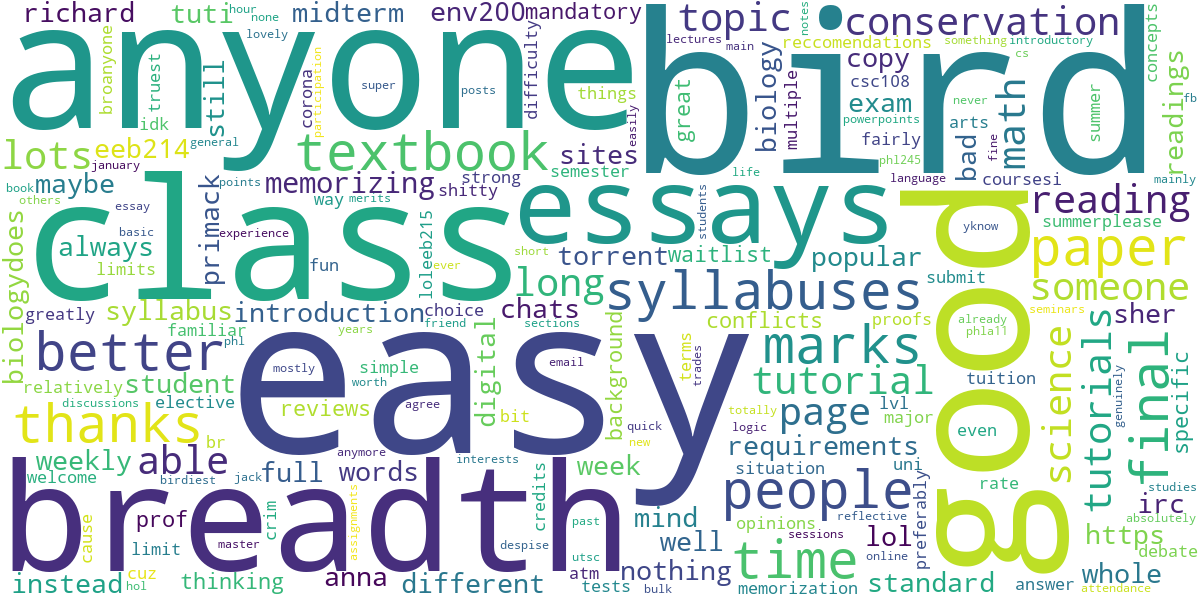 richard
tuti
hour
none
lovely
midterm
env200
mandatory
topic
conservation
notes
anyone
bird
broanyone
truest
idk
still
general
super
corona
participation
posts
difficulty
things
easily
lectures
main
great
biology
multiple
reccomendations
copy
csc108
exam
powerpoints
fairly
phl245
something
introductory
cs
never
arts
bad
fine
math
summer
concepts
readings
fb
lots
eeb214
january
textbook
sites
semester
life
language
coursesi
mainly
book
others
maybe
points
essay
basic
primack
memorizing
way
merits
strong
shitty
class
essays
students
good
yknow
reading
summerplease
always
limits
experience
fun
loleeb215
ever
short
torrent
waitlist
popular
submit
paper
someone
biologydoes
greatly
syllabus
familiar
phl
introduction
years
choice
friend
chats
sections
long
syllabuses
conflicts
proofs
already
phla11
seminars
sher
better
relatively
student
discussions
elective
easy
mostly
worth
simple
reviews
agree
email
digital
bit
background
terms
trades
marks
tutorial
tuition
science
tutorials
genuinely
final
specific
thanks
br
anymore
quick
new
totally
logic
page
lvl
major
even
weekly
welcome
able
birdiest
jack
full
words
interests
week
requirements
situation
uni
rate
studies
breadth
prof
limit
cause
master
crim
assignments
credits
past
despise
utsc
mind
well
people
opinions
reflective
sessions
lol
online
preferably
irc
absolutely
https
debate
instead
cuz
hol
thinking
anna
different
atm
tests
nothing
bulk
time
memorization
standard
answer
whole
attendance